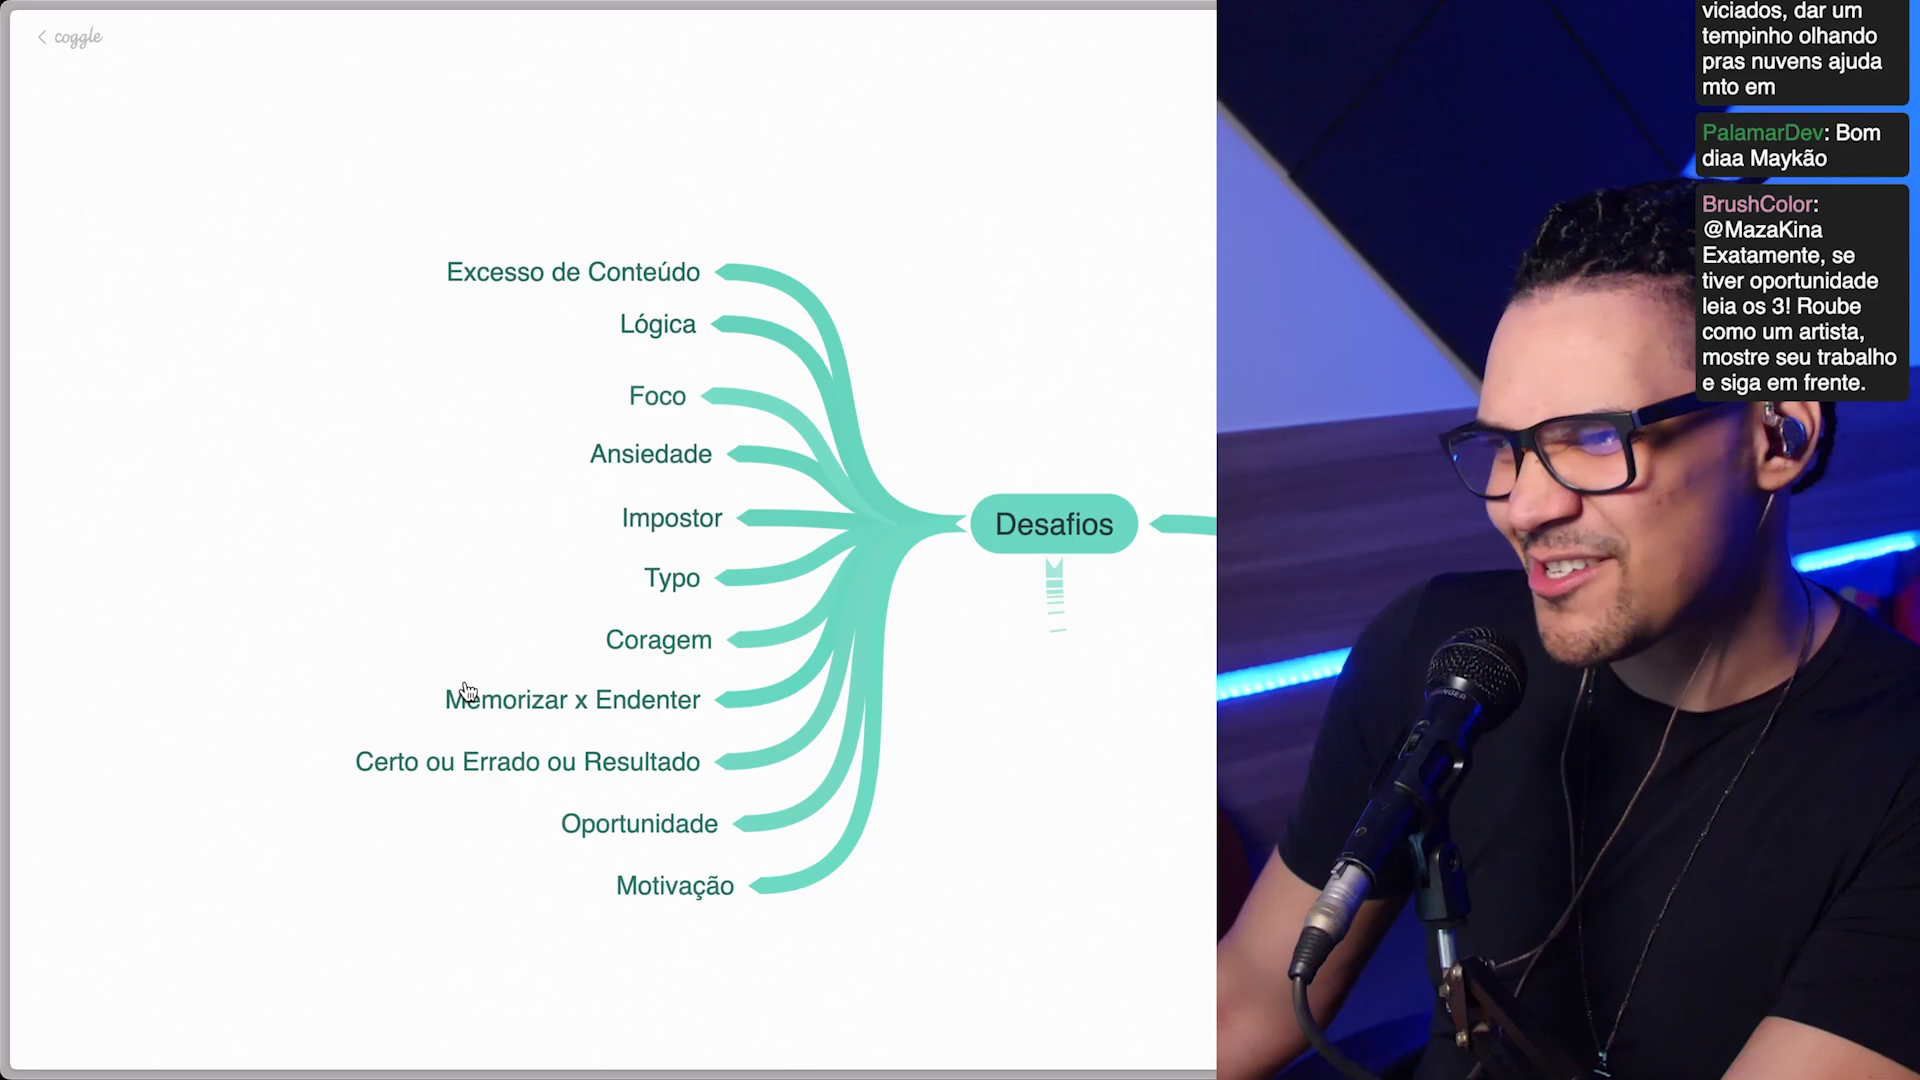 coggle
Excesso de Conteúdo
Lógica
Foco
Ansiedade
Impostor
Typo
Coragem
Memorizar x Endenter
Certo ou Errado ou Resultado
Oportunidade
Motivação
Desafios
viciados, dar um
tempinho olhando
pras nuvens ajuda
mto em
PalamarDev: Bom
diaa Maykão
BrushColor:
@MazaKina
Exatamente, se
tiver oportunidade
leia os 3! Roube
como um artista,
mostre seu trabalho
e siga em frente.